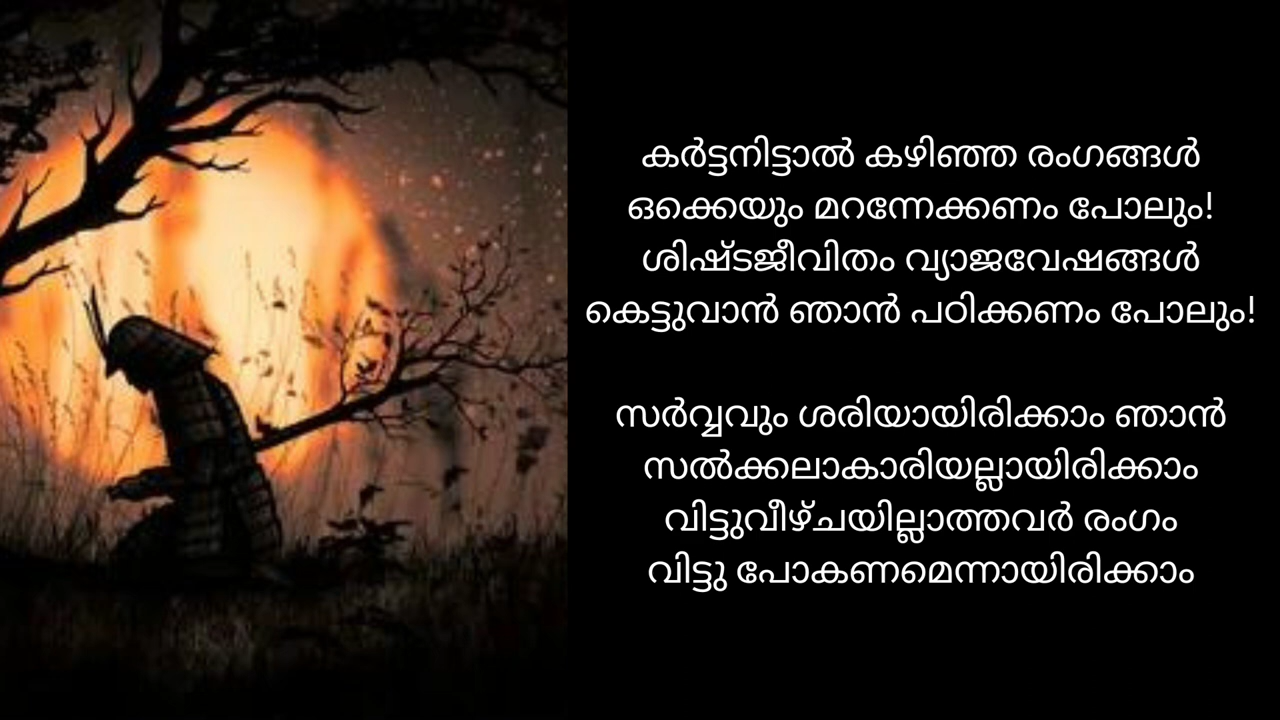 കർട്ടനിട്ടാൽ കഴിഞ്ഞ രംഗങ്ങൾ
ഒക്കെയും മറന്നേക്കണം പോലും!
ശിഷ്ടജീവിതം വ്യാജവേഷങ്ങൾ
കെട്ടുവാൻ ഞാൻ പഠിക്കണം പോലും!
സർവ്വവും ശരിയായിരിക്കാം ഞാൻ
സൽക്കലാകാരിയല്ലായിരിക്കാം
വിട്ടുവീഴ്ചയില്ലാത്തവർ രംഗം
വിട്ടു പോകണമെന്നായിരിക്കാം